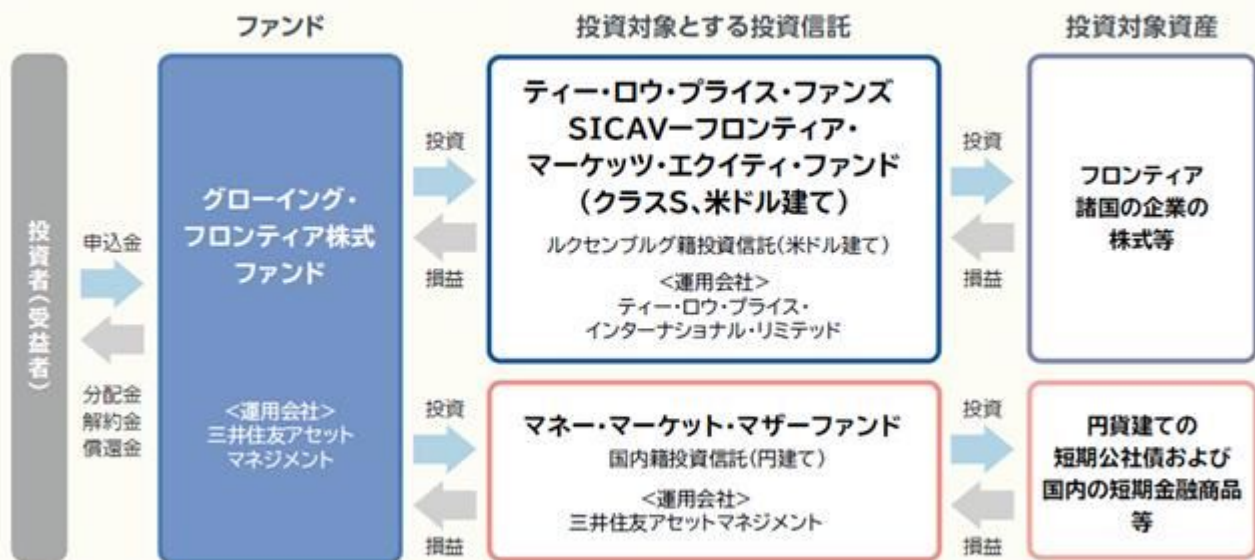 ファンド
投資対象とする投資信託
投資対象資産
投資者(受益者)
申込金
分配金
解約金
償還金
グローイング・
フロンティア株式
ファンド
<運用会社>
三井住友アセット
マネジメント
投資
損益
ティー・ロウ・プライス・ファンズ
SICAVーフロンティア・
マーケッツ・エクイティ・ファンド
(クラスS、米ドル建て)
ルクセンブルグ籍投資信託(米ドル建て)
<運用会社>
ティー・ロウ・プライス・
インターナショナル・リミテッド
投資
損益
フロンティア
諸国の企業の
株式等
投資
損益
マネー・マーケット・マザーファンド
国内籍投資信託(円建て)
<運用会社>
三井住友アセットマネジメント
投資
損益
円貨建ての
短期公社債および
国内の短期金融商品
等